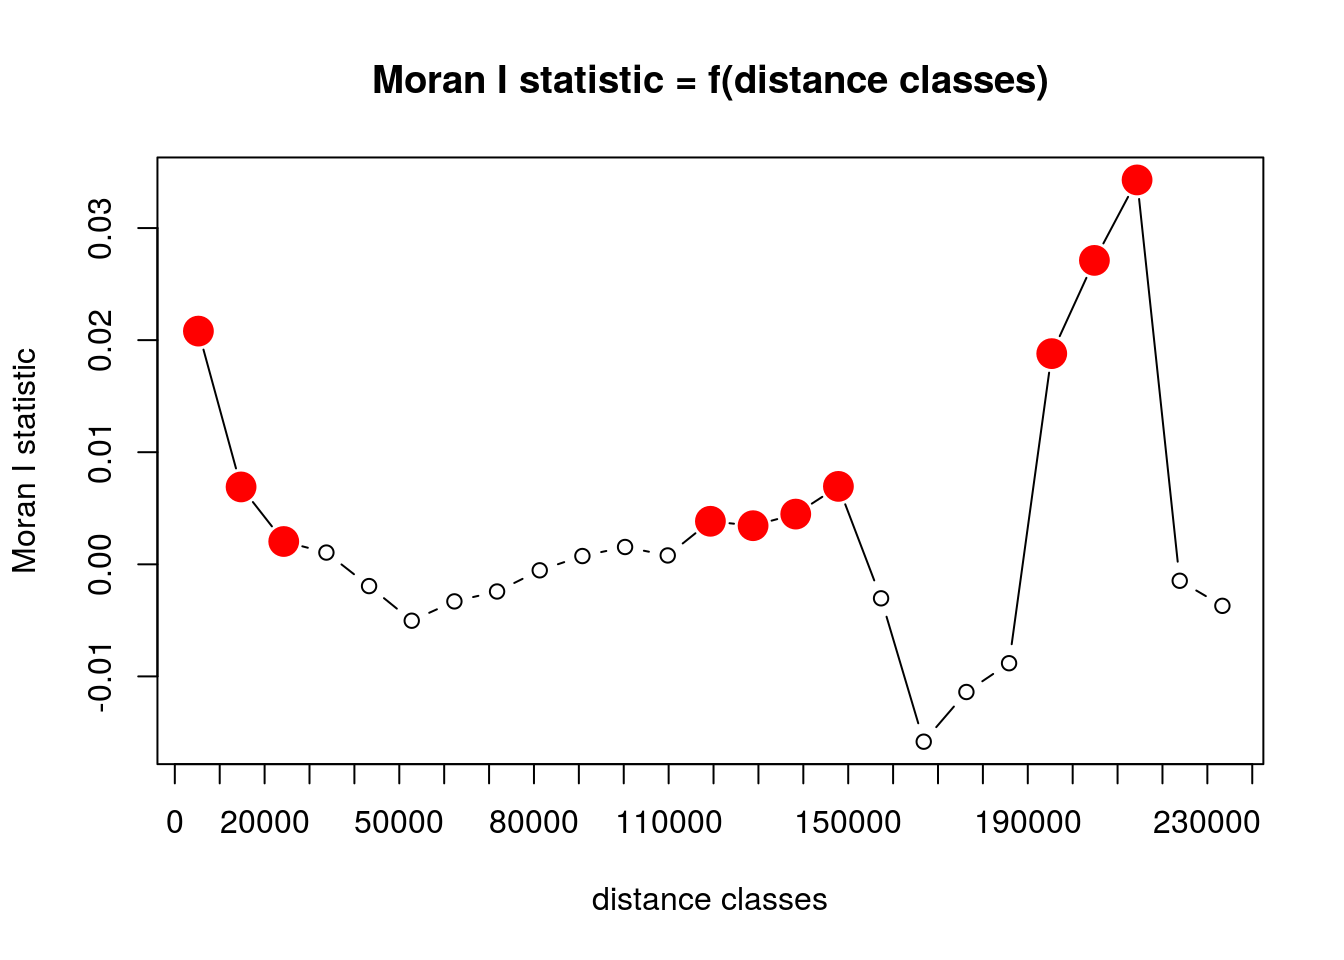 Moran I statistic = f(distance classes)
Moran I statistic
0.03
0.02
0.01
0.00
-0.01
0 20000 50000 80000 110000 150000 190000 230000
distance classes